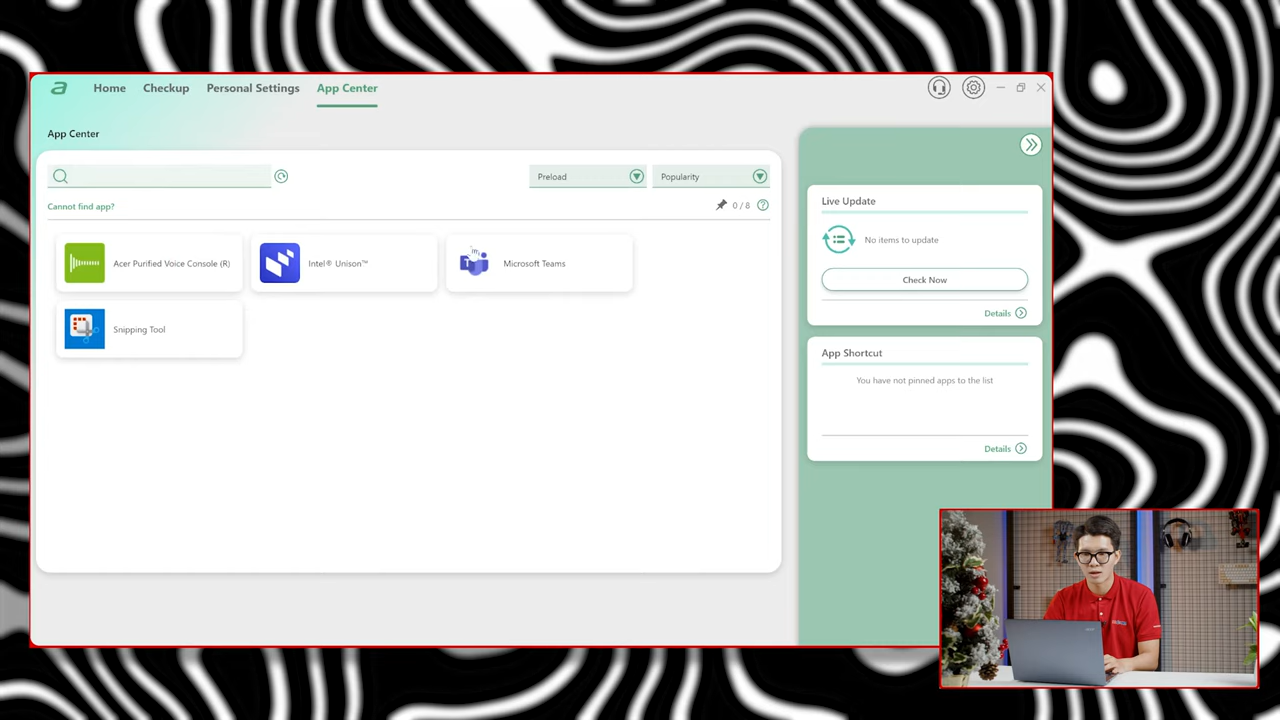 Home Checkup Personal Settings App Center
App Center
Preload Popularity
Cannot find app? 0 / 8
Acer Purified Voice Console (R) Intel® Unison™ Microsoft Teams
Snipping Tool
Live Update
No items to update
Check Now
Details
App Shortcut
You have not pinned apps to the list
Details